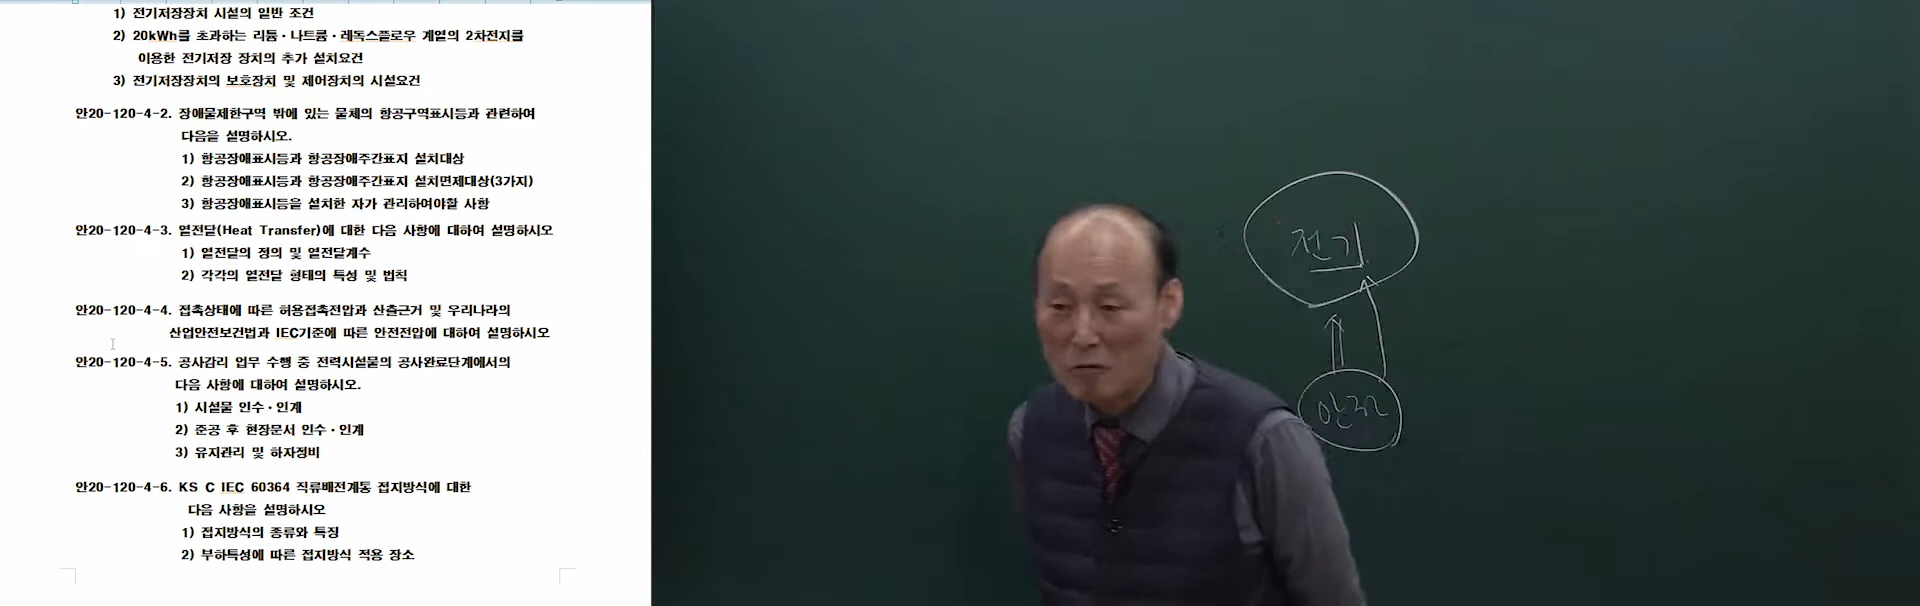 1) 전기저장장치 시설의 일반 조건
2) 20kWh를 초과하는 리튬·나트륨·레독스플로우 계열의 2차전지를
이용한 전기저장 장치의 추가 설치요건
3) 전기저장장치의 보호장치 및 제어장치의 시설요건
안20-120-4-2. 장애물제한구역 밖에 있는 물체의 항공구역표시등과 관련하여
다음을 설명하시오.
1) 항공장애표시등과 항공장애주간표지 설치대상
2) 항공장애표시등과 항공장애주간표지 설치면제대상(3가지)
3) 항공장애표시등을 설치한 자가 관리하여야할 사항
안20-120-4-3. 열전달(Heat Transfer)에 대한 다음 사항에 대하여 설명하시오
1) 열전달의 정의 및 열전달계수
2) 각각의 열전달 형태의 특성 및 법칙
안20-120-4-4. 접촉상태에 따른 허용접촉전압과 산출근거 및 우리나라의
산업안전보건법과 IEC기준에 따른 안전전압에 대하여 설명하시오
안20-120-4-5. 공사감리 업무 수행 중 전력시설물의 공사완료단계에서의
다음 사항에 대하여 설명하시오.
1) 시설물 인수·인계
2) 준공 후 현장문서 인수·인계
3) 유지관리 및 하자정비
안20-120-4-6. KS C IEC 60364 직류배전계통 접지방식에 대한
다음 사항을 설명하시오
1) 접지방식의 종류와 특징
2) 부하특성에 따른 접지방식 적용 장소
전기
안전